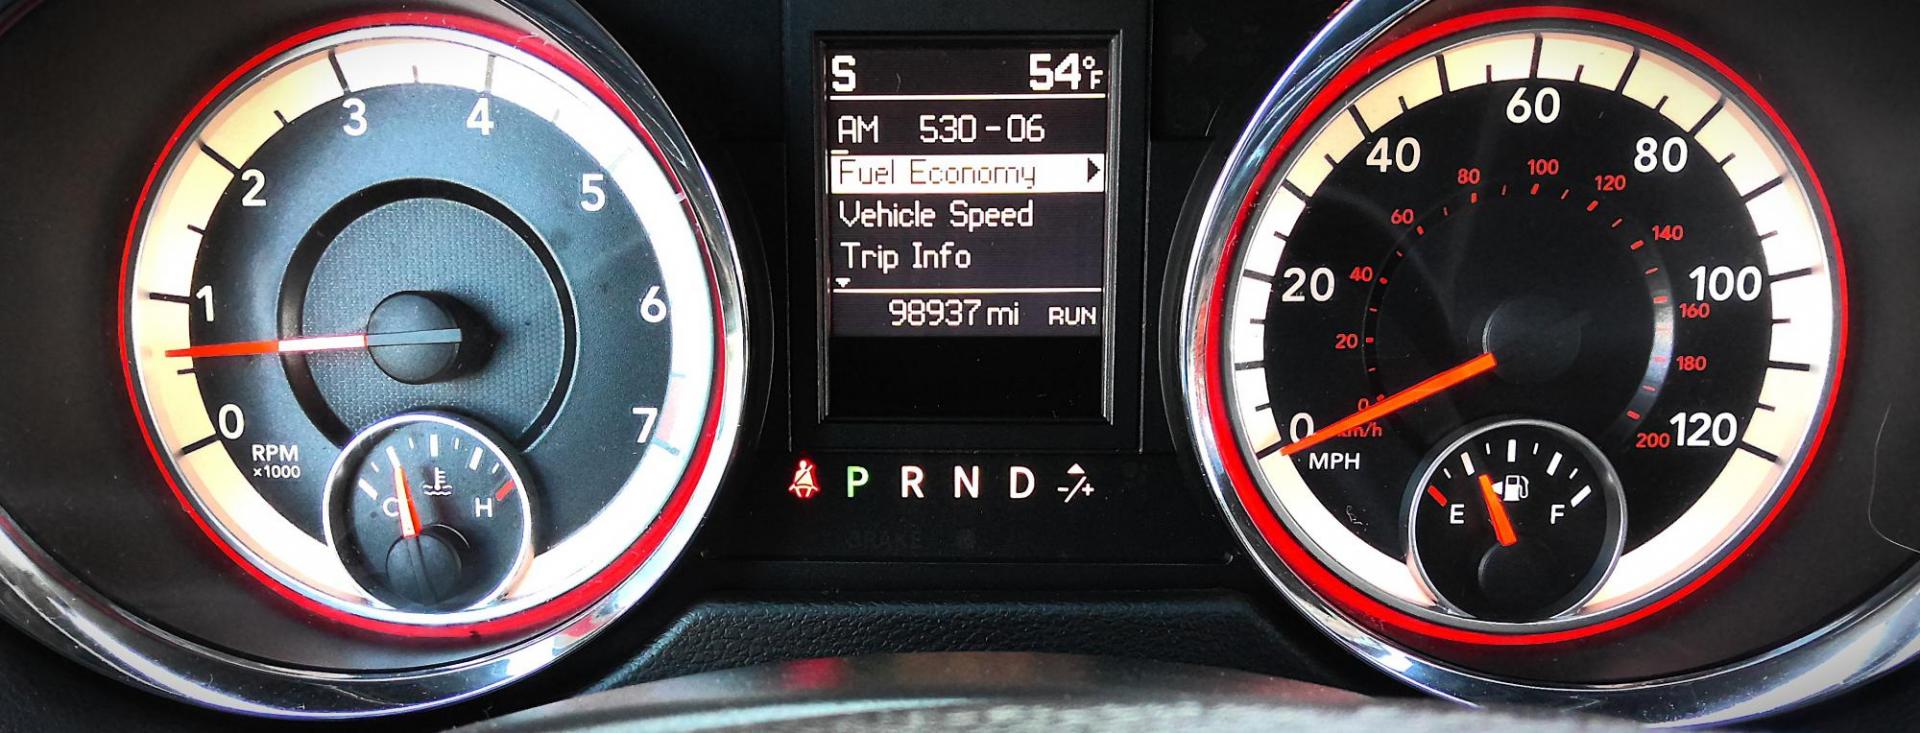 0
1
2
3
4
5
6
7
RPM
x1000
C H
S 54°F
AM 530-06
Fuel Economy
Vehicle Speed
Trip Info
98937 mi RUN
P R N D -/+
BRAKE
0
20
40
60
80
100
120
MPH
0
20
40
60
80
100
120
140
160
180
200
km/h
E F